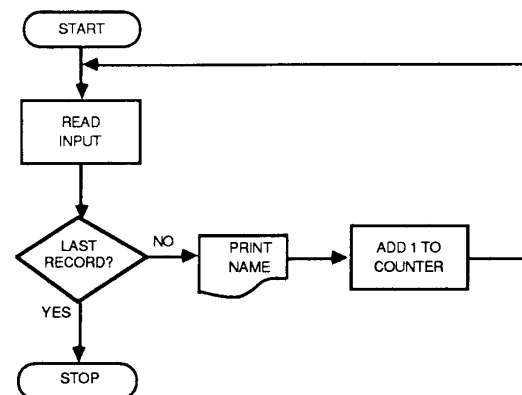 START
READ
INPUT
LAST
RECORD?
NO
PRINT
NAME
ADD 1 TO
COUNTER
YES
STOP